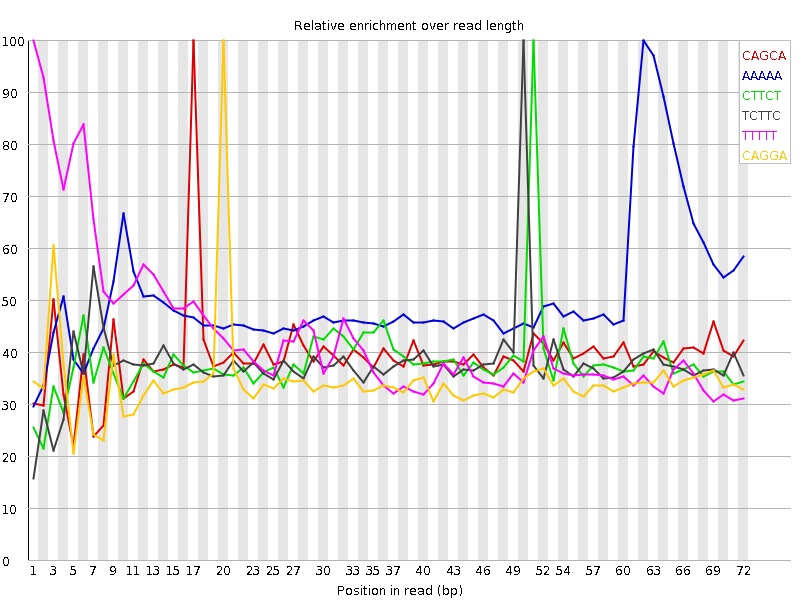 Relative enrichment over read length
100
90
80
70
60
50
40
30
20
10
0
CAGCA
AAAAA
CTTCT
TCTTC
TTTTT
CAGGA
1 3 5 7 9 11 13 15 17 20 23 25 27 30 33 35 37 40 43 46 49 52 54 57 60 63 66 69 72
Position in read (bp)